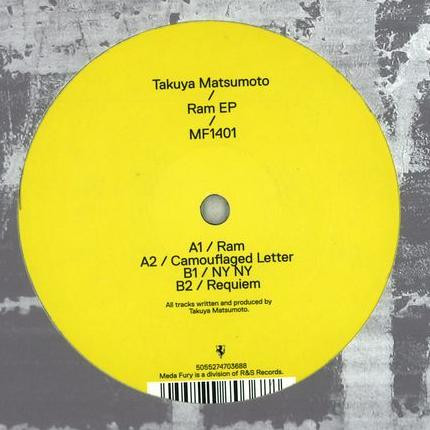 Takuya Matsumoto
/
Ram EP
/
MF1401
A1 / Ram
A2 / Camouflaged Letter
B1 / NY NY
B2 / Requiem
All tracks written and produced by
Takuya Matsumoto.
5055274703688
Meda Fury is a division of R&S Records.